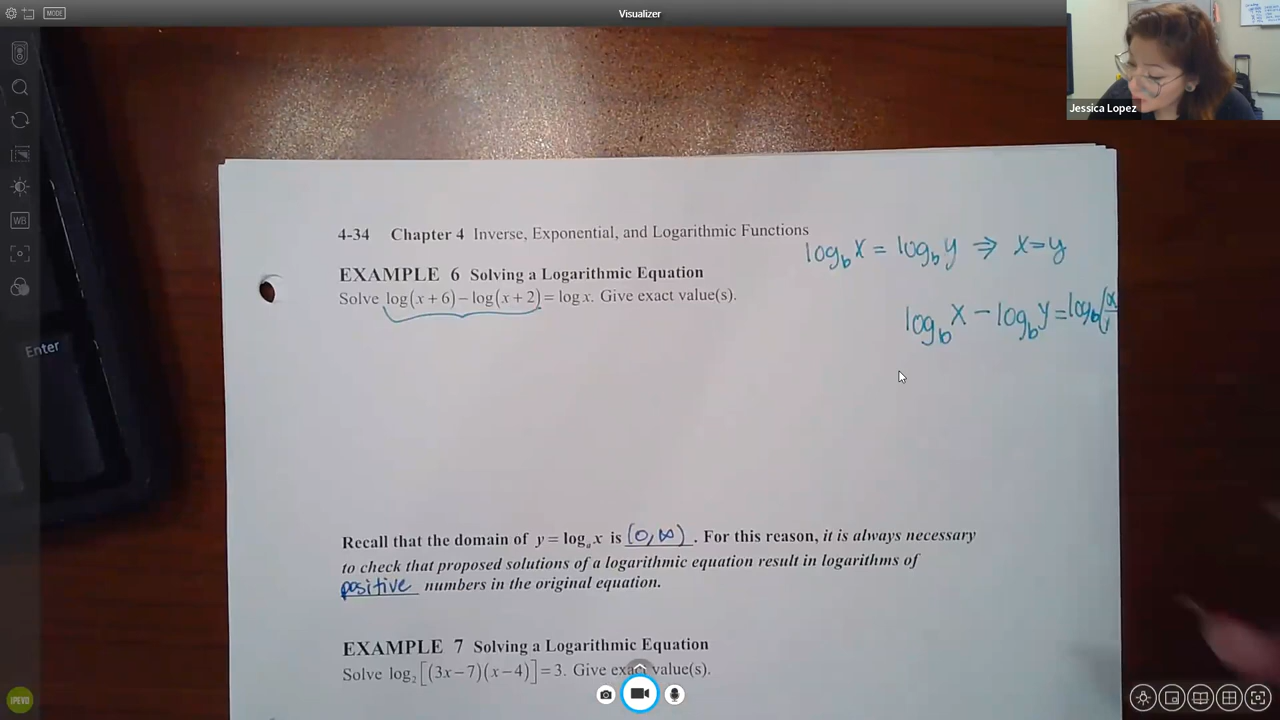 Visualizer
MODE
Jessica Lopez
WB
4-34 Chapter 4 Inverse, Exponential, and Logarithmic Functions
log_b x = log_b y ⇒ x=y
EXAMPLE 6 Solving a Logarithmic Equation
Solve log(x+6)−log(x+2)=log x. Give exact value(s).
log_b x − log_b y = log_b(
Enter
Recall that the domain of y = log_a x is (0,∞). For this reason, it is always necessary
to check that proposed solutions of a logarithmic equation result in logarithms of
positive numbers in the original equation.
EXAMPLE 7 Solving a Logarithmic Equation
Solve log_2[(3x−7)(x−4)]=3. Give exact value(s).
IPEVO